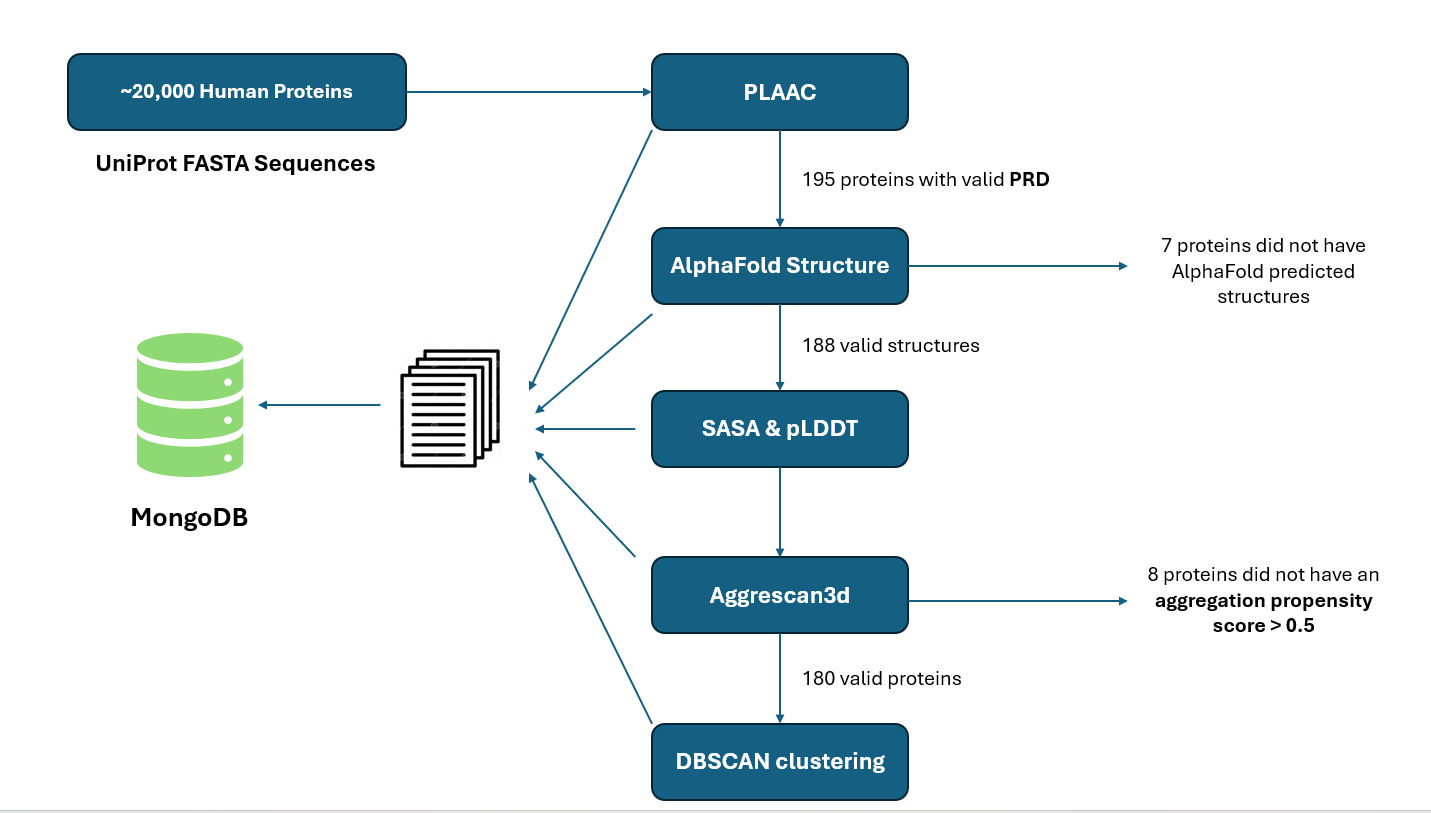 ~20,000 Human Proteins
UniProt FASTA Sequences
PLAAC
195 proteins with valid PRD
AlphaFold Structure
7 proteins did not have
AlphaFold predicted
structures
188 valid structures
SASA & pLDDT
MongoDB
Aggrescan3d
8 proteins did not have an
aggregation propensity
score > 0.5
180 valid proteins
DBSCAN clustering